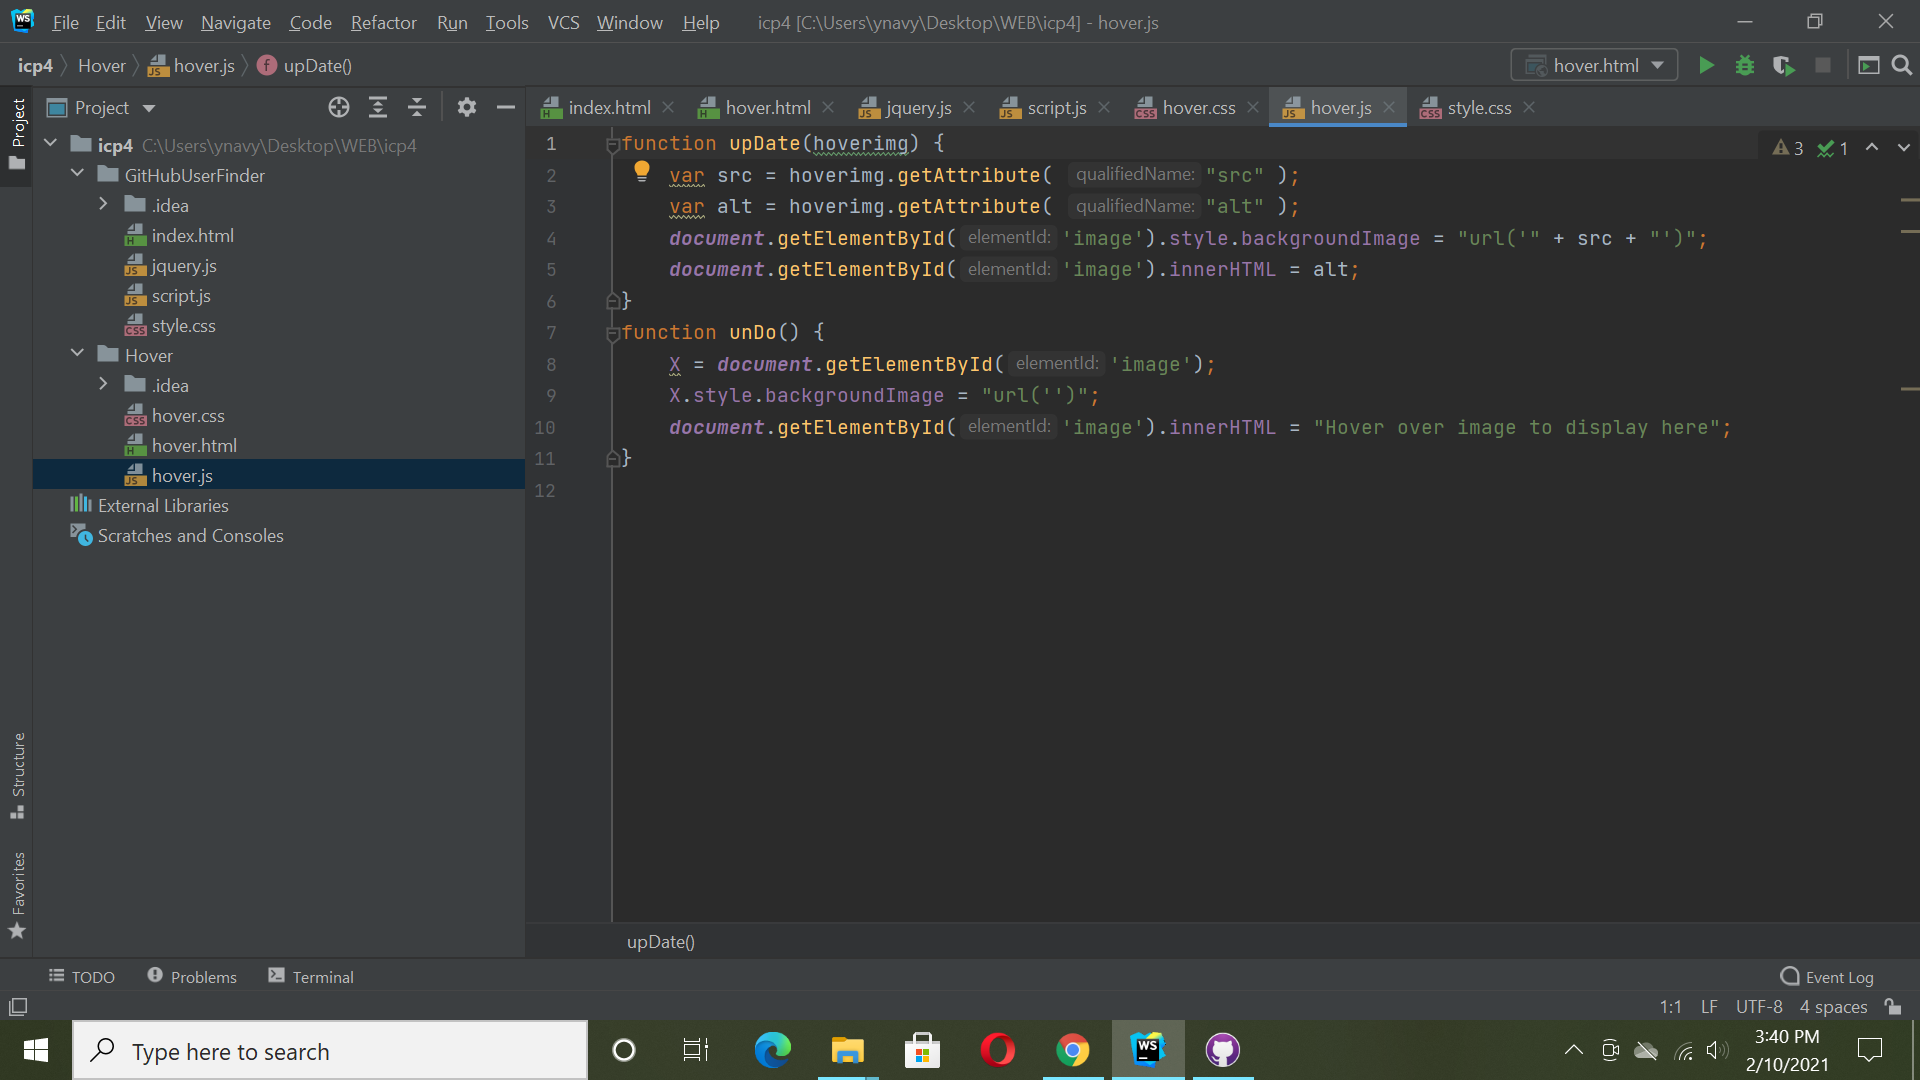 WS File Edit View Navigate Code Refactor Run Tools VCS Window Help icp4 [C:\Users\ynavy\Desktop\WEB\icp4] - hover.js
icp4 Hover hover.js upDate() hover.html
Project
Project
index.html hover.html jquery.js script.js hover.css hover.js style.css
icp4 C:\Users\ynavy\Desktop\WEB\icp4
GitHubUserFinder
.idea
index.html
jquery.js
script.js
style.css
Hover
.idea
hover.css
hover.html
hover.js
External Libraries
Scratches and Consoles
3 1
1 function upDate(hoverimg) {
2 var src = hoverimg.getAttribute( qualifiedName: "src" );
3 var alt = hoverimg.getAttribute( qualifiedName: "alt" );
4 document.getElementById( elementId: 'image').style.backgroundImage = "url('" + src + "')";
5 document.getElementById( elementId: 'image').innerHTML = alt;
6 }
7 function unDo() {
8 X = document.getElementById( elementId: 'image');
9 X.style.backgroundImage = "url('')";
10 document.getElementById( elementId: 'image').innerHTML = "Hover over image to display here";
11 }
12
Structure
Favorites
upDate()
TODO Problems Terminal Event Log
1:1 LF UTF-8 4 spaces
Type here to search
WS
3:40 PM
2/10/2021